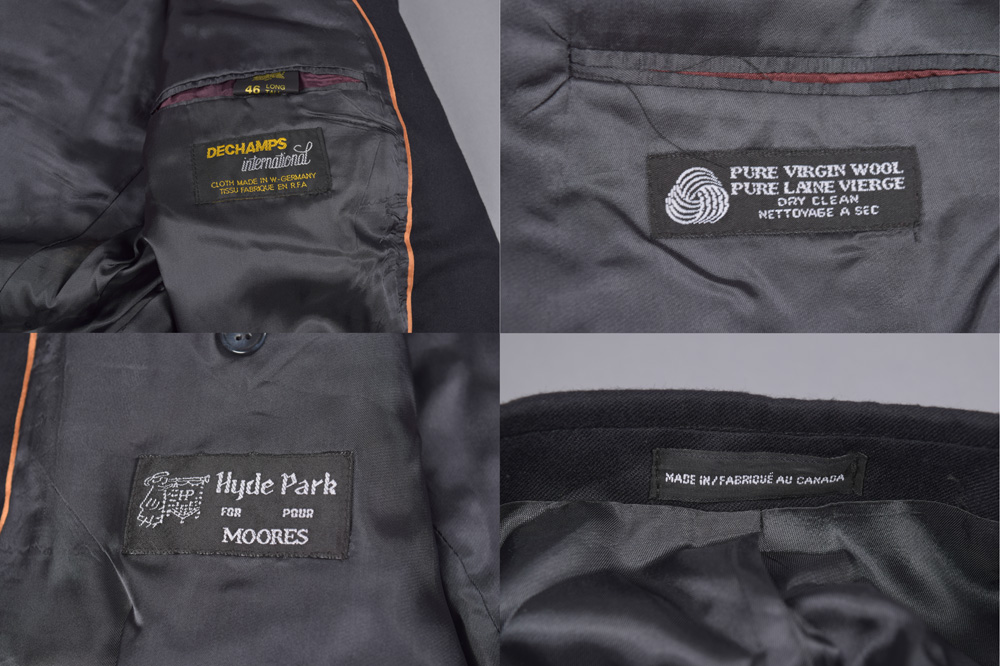 46 LONG
DECHAMPS
international
CLOTH MADE IN W.-GERMANY
TISSU FABRIQUE EN R.F.A
PURE VIRGIN WOOL
PURE LAINE VIERGE
DRY CLEAN
NETTOYAGE A SEC
HP
Hyde Park
FOR POUR
MOORES
MADE IN/FABRIQUÉ AU CANADA